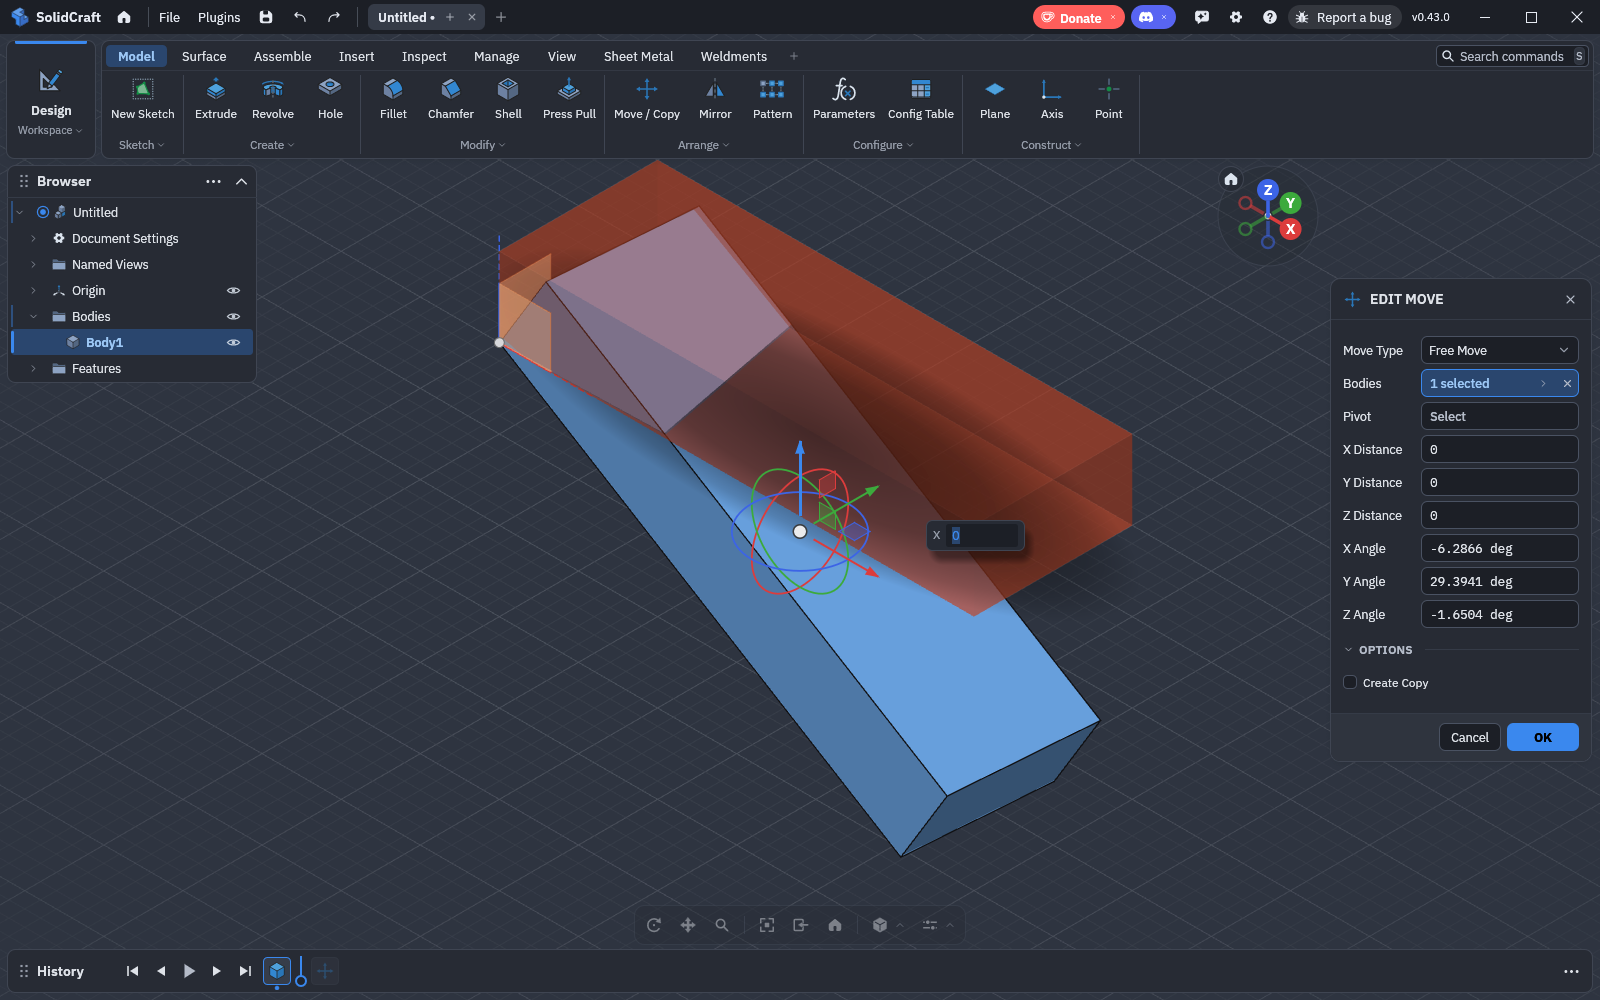 SolidCraft File Plugins Untitled • Donate Report a bug v0.43.0
Model Surface Assemble Insert Inspect Manage View Sheet Metal Weldments Search commands S
Design
Workspace
New Sketch Extrude Revolve Hole Fillet Chamfer Shell Press Pull Move / Copy Mirror Pattern Parameters Config Table Plane Axis Point
Sketch Create Modify Arrange Configure Construct
Browser
Untitled
Document Settings
Named Views
Origin
Bodies
Body1
Features
Z
Y
X
EDIT MOVE
Move Type Free Move
Bodies 1 selected
Pivot Select
X Distance 0
Y Distance 0
Z Distance 0
X Angle -6.2866 deg
Y Angle 29.3941 deg
Z Angle -1.6504 deg
OPTIONS
Create Copy
Cancel OK
X 0
History